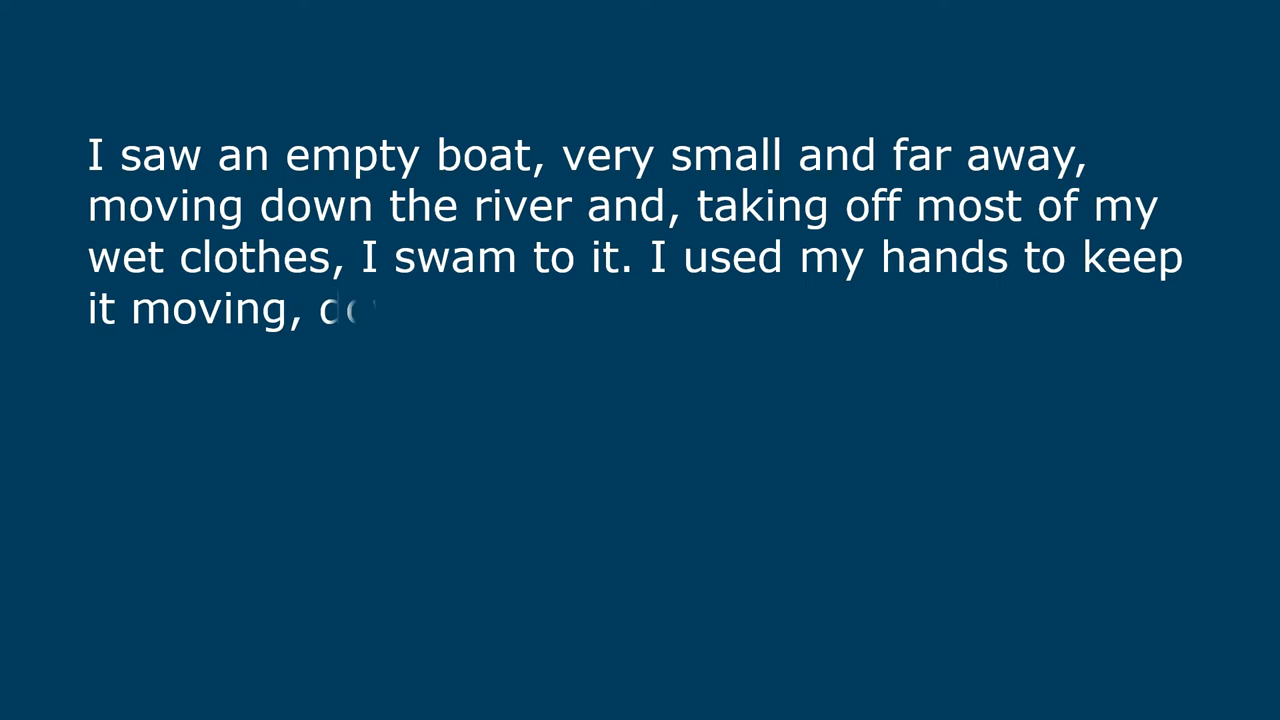 I saw an empty boat, very small and far away,
moving down the river and, taking off most of my
wet clothes, I swam to it. I used my hands to keep
it moving,